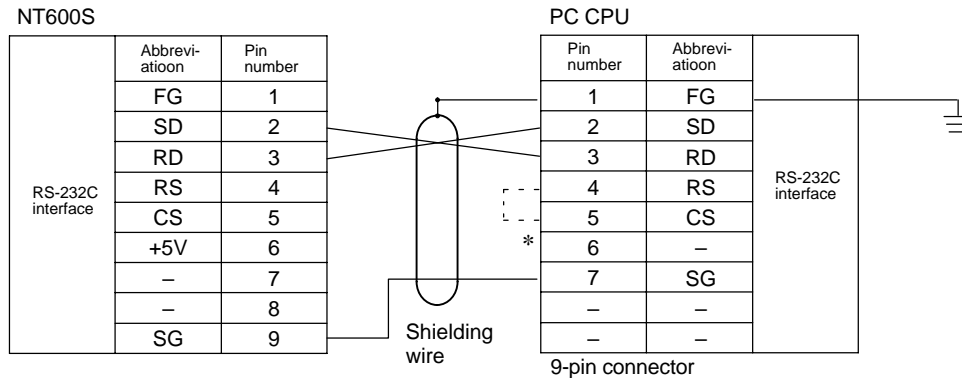 NT600S
PC CPU
Abbrevi-
atioon
Pin
number
Pin
number
Abbrevi-
atioon
FG 1 1 FG
SD 2 2 SD
RD 3 3 RD
RS 4 4 RS
CS 5 5 CS
+5V 6 * 6 –
– 7 7 SG
– 8 – –
SG 9 – –
RS-232C
interface
RS-232C
interface
Shielding
wire
9-pin connector